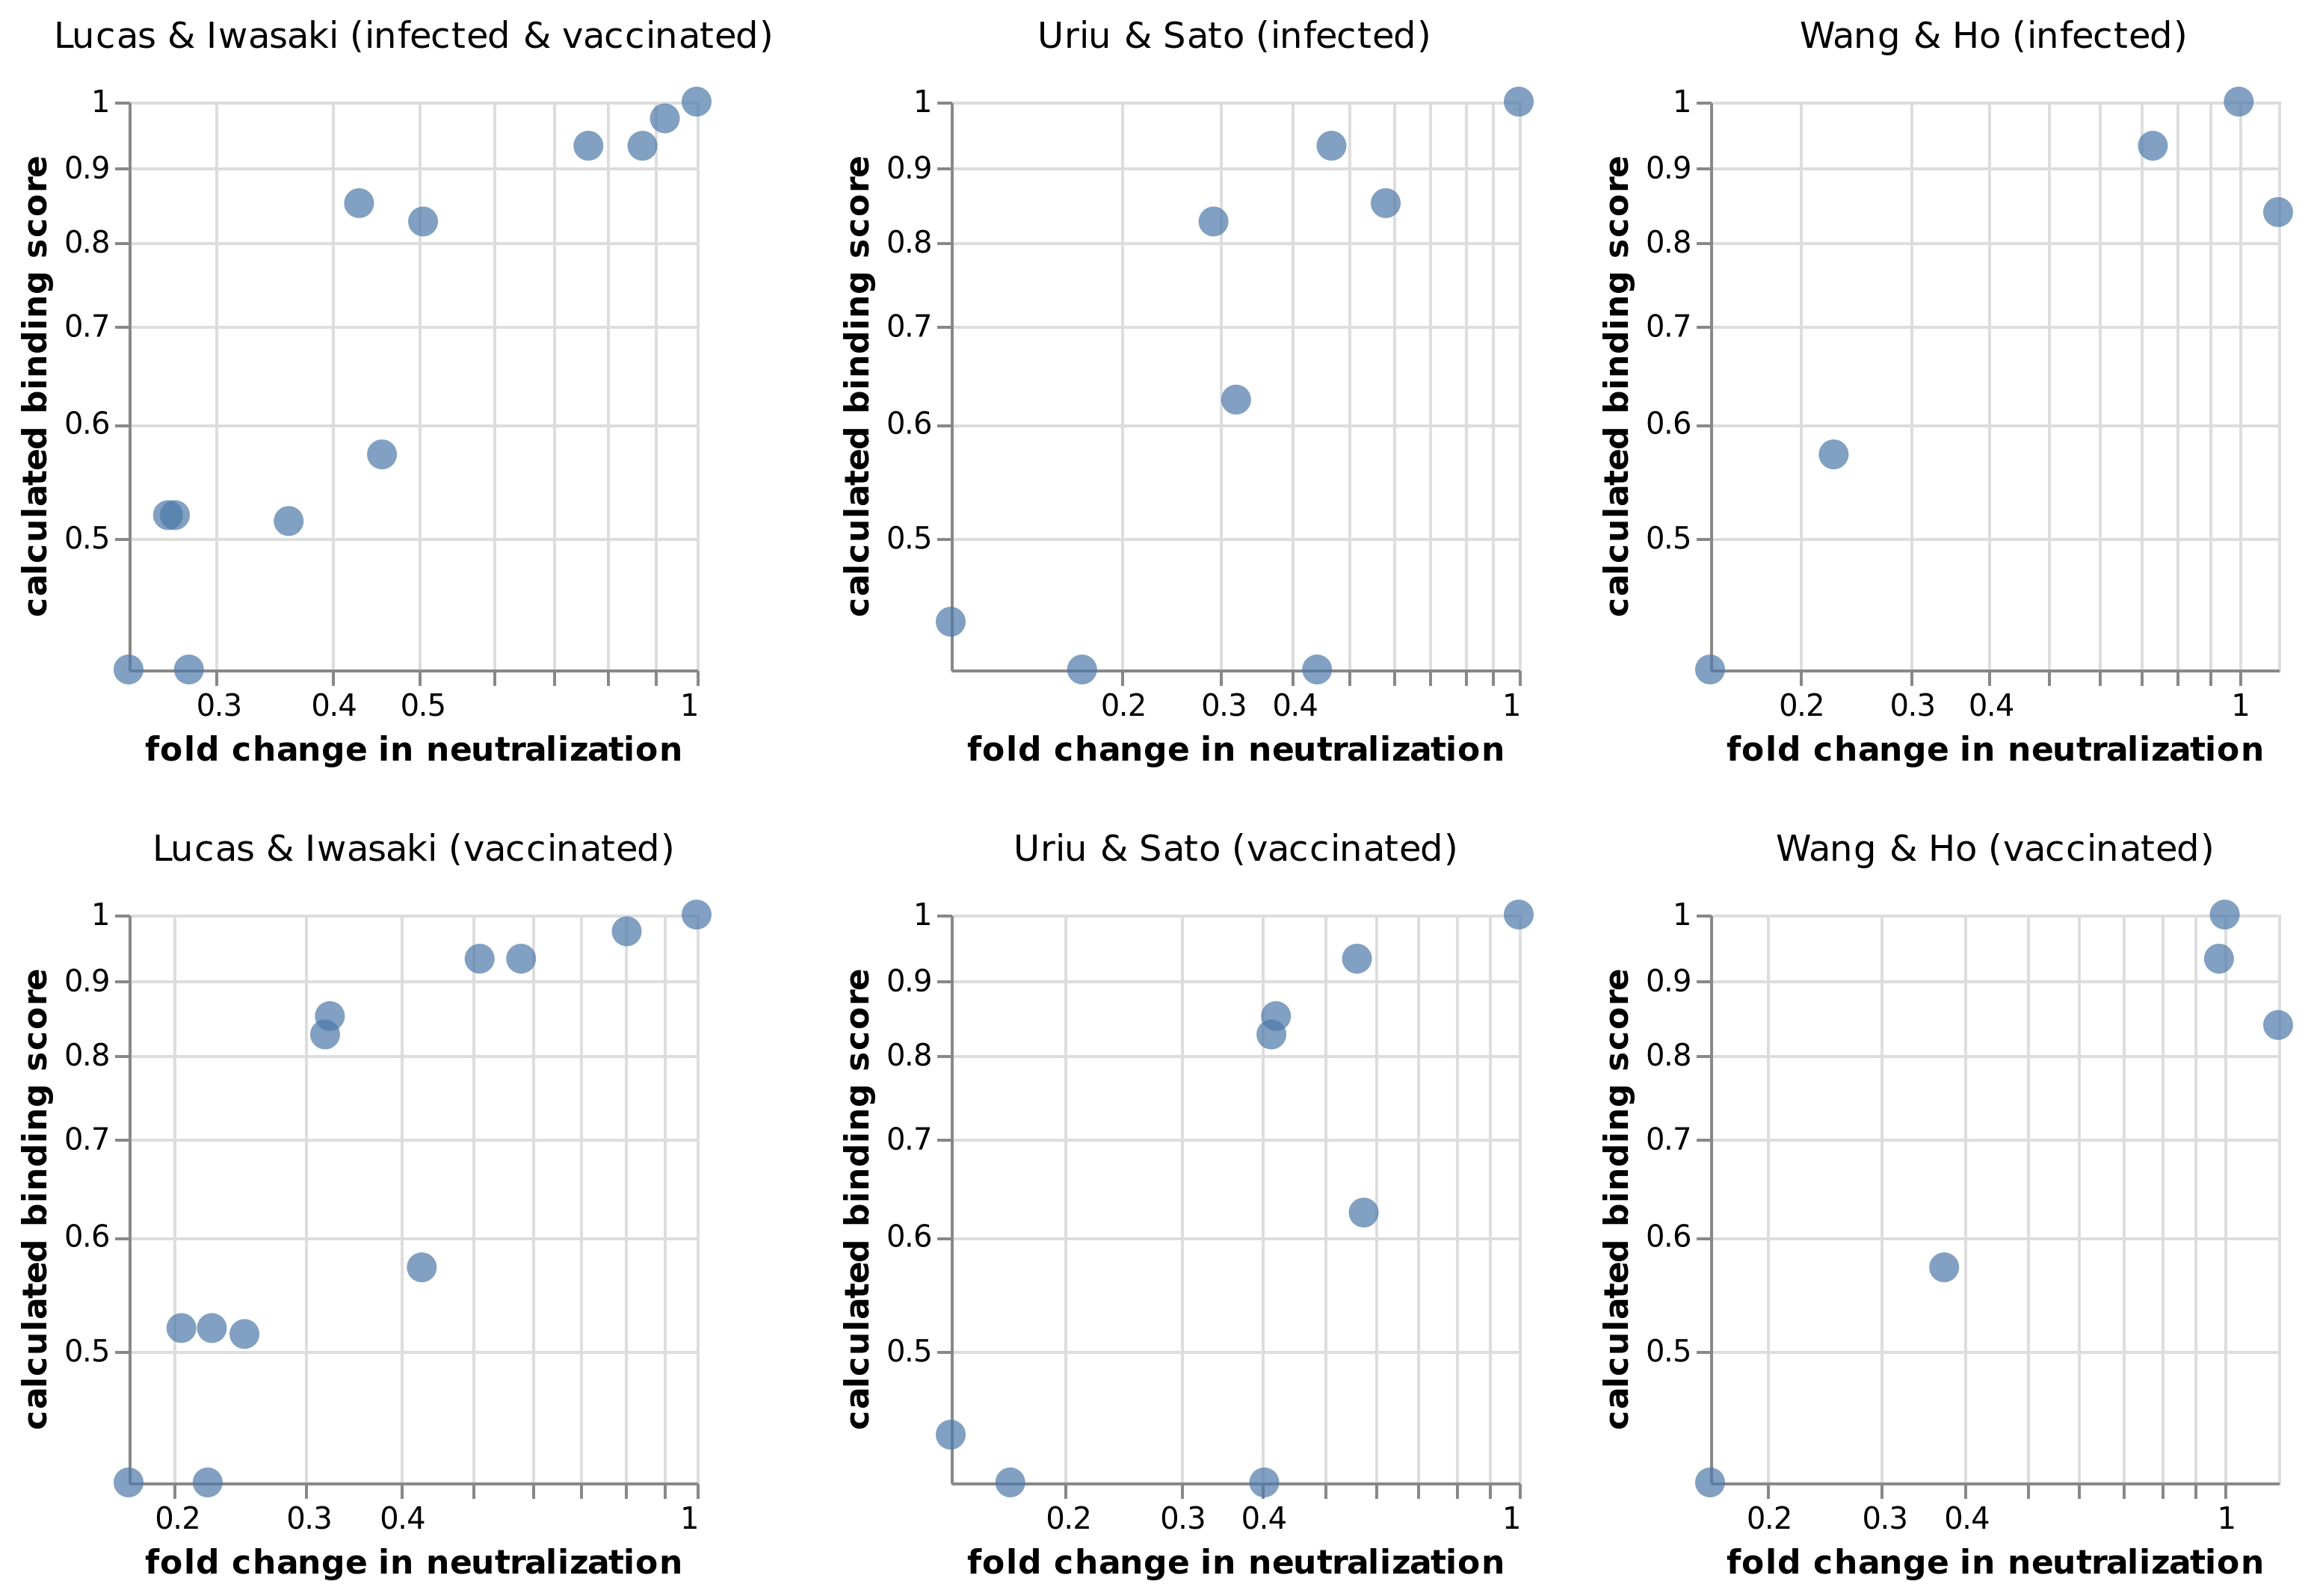 Lucas & Iwasaki (infected & vaccinated)
1
0.9
0.8
0.7
0.6
0.5
calculated binding score
0.3 0.4 0.5 1
fold change in neutralization
Uriu & Sato (infected)
1
0.9
0.8
0.7
0.6
0.5
calculated binding score
0.2 0.3 0.4 1
fold change in neutralization
Wang & Ho (infected)
1
0.9
0.8
0.7
0.6
0.5
calculated binding score
0.2 0.3 0.4 1
fold change in neutralization
Lucas & Iwasaki (vaccinated)
1
0.9
0.8
0.7
0.6
0.5
calculated binding score
0.2 0.3 0.4 1
fold change in neutralization
Uriu & Sato (vaccinated)
1
0.9
0.8
0.7
0.6
0.5
calculated binding score
0.2 0.3 0.4 1
fold change in neutralization
Wang & Ho (vaccinated)
1
0.9
0.8
0.7
0.6
0.5
calculated binding score
0.2 0.3 0.4 1
fold change in neutralization